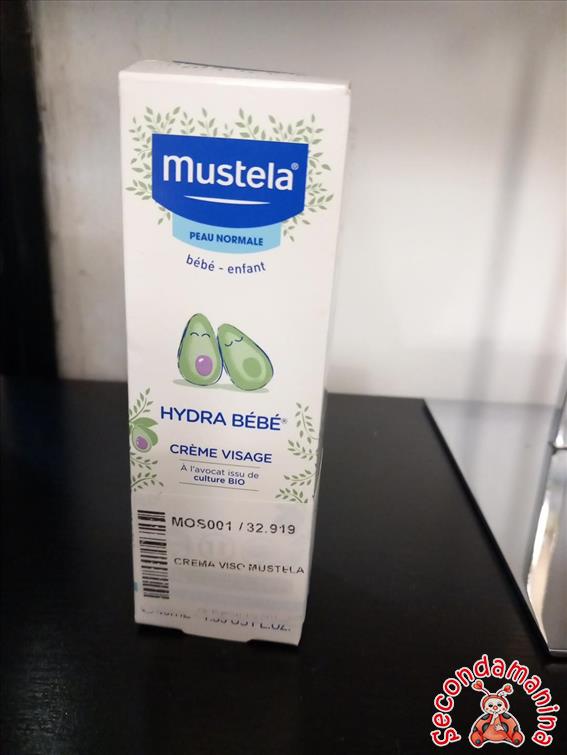 mustela®
PEAU NORMALE
bébé - enfant
HYDRA BÉBÉ®
CRÈME VISAGE
À l'avocat issu de
culture BIO
MOS001 / 32.919
CREMA VISO MUSTELA
Secondamanina